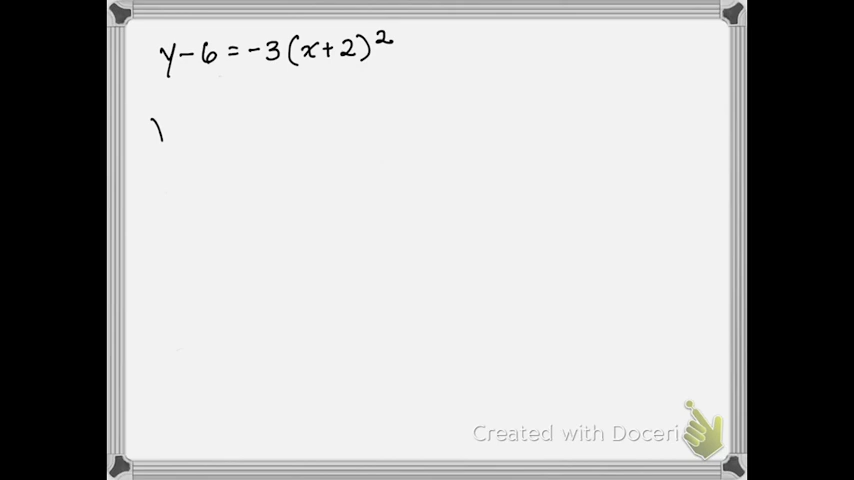 y-6=-3(x+2)²
Created with Doceri